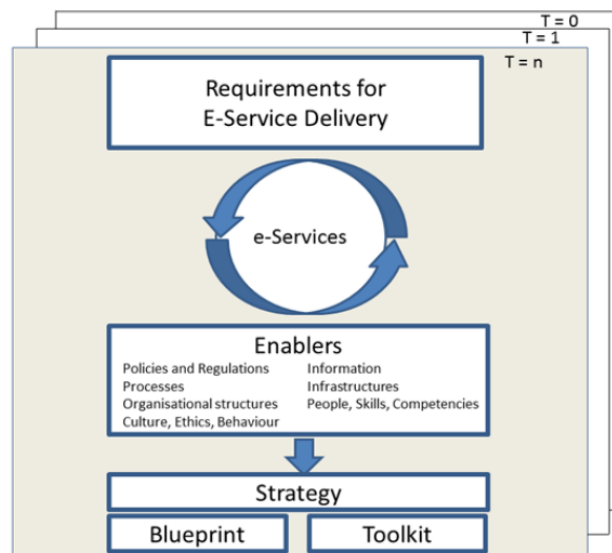 T = 0
T = 1
T = n
Requirements for
E-Service Delivery
e-Services
Enablers
Policies and Regulations
Processes
Organisational structures
Culture, Ethics, Behaviour
Information
Infrastructures
People, Skills, Competencies
Strategy
Blueprint
Toolkit